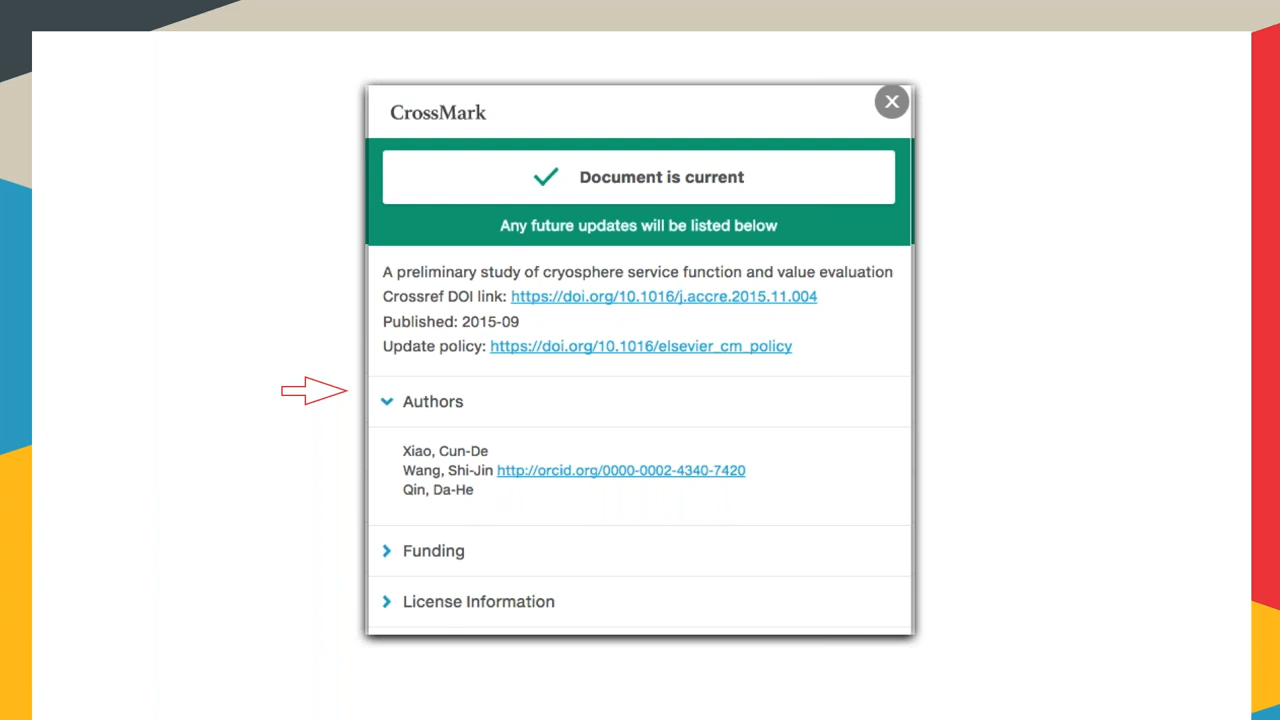 CrossMark
Document is current
Any future updates will be listed below
A preliminary study of cryosphere service function and value evaluation
Crossref DOI link: https://doi.org/10.1016/j.accre.2015.11.004
Published: 2015-09
Update policy: https://doi.org/10.1016/elsevier_cm_policy
Authors
Xiao, Cun-De
Wang, Shi-Jin http://orcid.org/0000-0002-4340-7420
Qin, Da-He
Funding
License Information